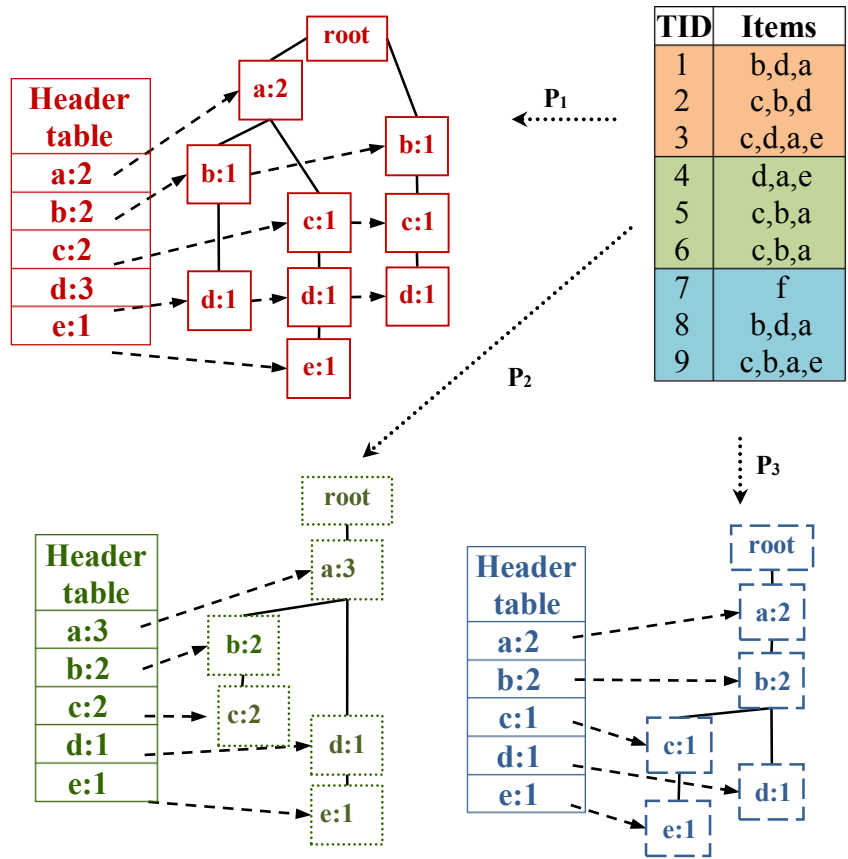 root
a:2
b:1
b:1
c:1
c:1
d:1
d:1
d:1
e:1
Header
table
a:2
b:2
c:2
d:3
e:1
P1
TID Items
1 b,d,a
2 c,b,d
3 c,d,a,e
4 d,a,e
5 c,b,a
6 c,b,a
7 f
8 b,d,a
9 c,b,a,e
P2
P3
root
a:3
b:2
c:2
d:1
e:1
Header
table
a:3
b:2
c:2
d:1
e:1
root
a:2
b:2
c:1
d:1
e:1
Header
table
a:2
b:2
c:1
d:1
e:1